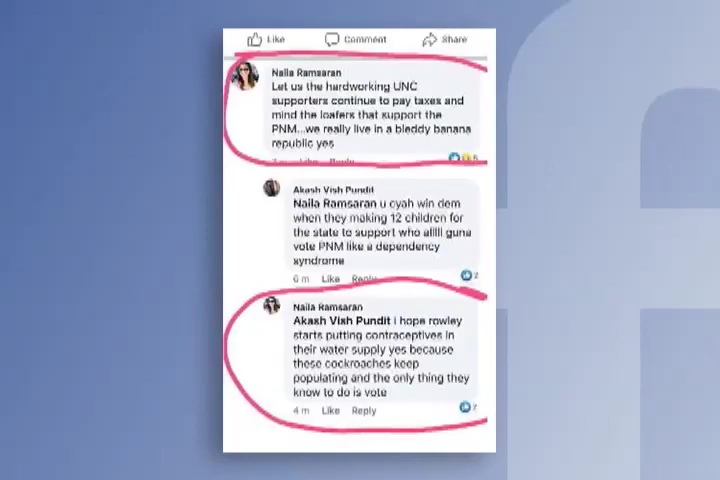 Like Comment Share
Naila Ramsaran
Let us the hardworking UNC
supporters continue to pay taxes and
mind the loafers that support the
PNM...we really live in a bleddy banana
republic yes
Like Reply
Akash Vish Pundit
Naila Ramsaran u cyah win dem
when they making 12 children for
the state to support who alllll guna
vote PNM like a dependency
syndrome
6 m Like Reply 2
Naila Ramsaran
Akash Vish Pundit i hope rowley
starts putting contraceptives in
their water supply yes because
these cockroaches keep
populating and the only thing they
know to do is vote
4 m Like Reply 7